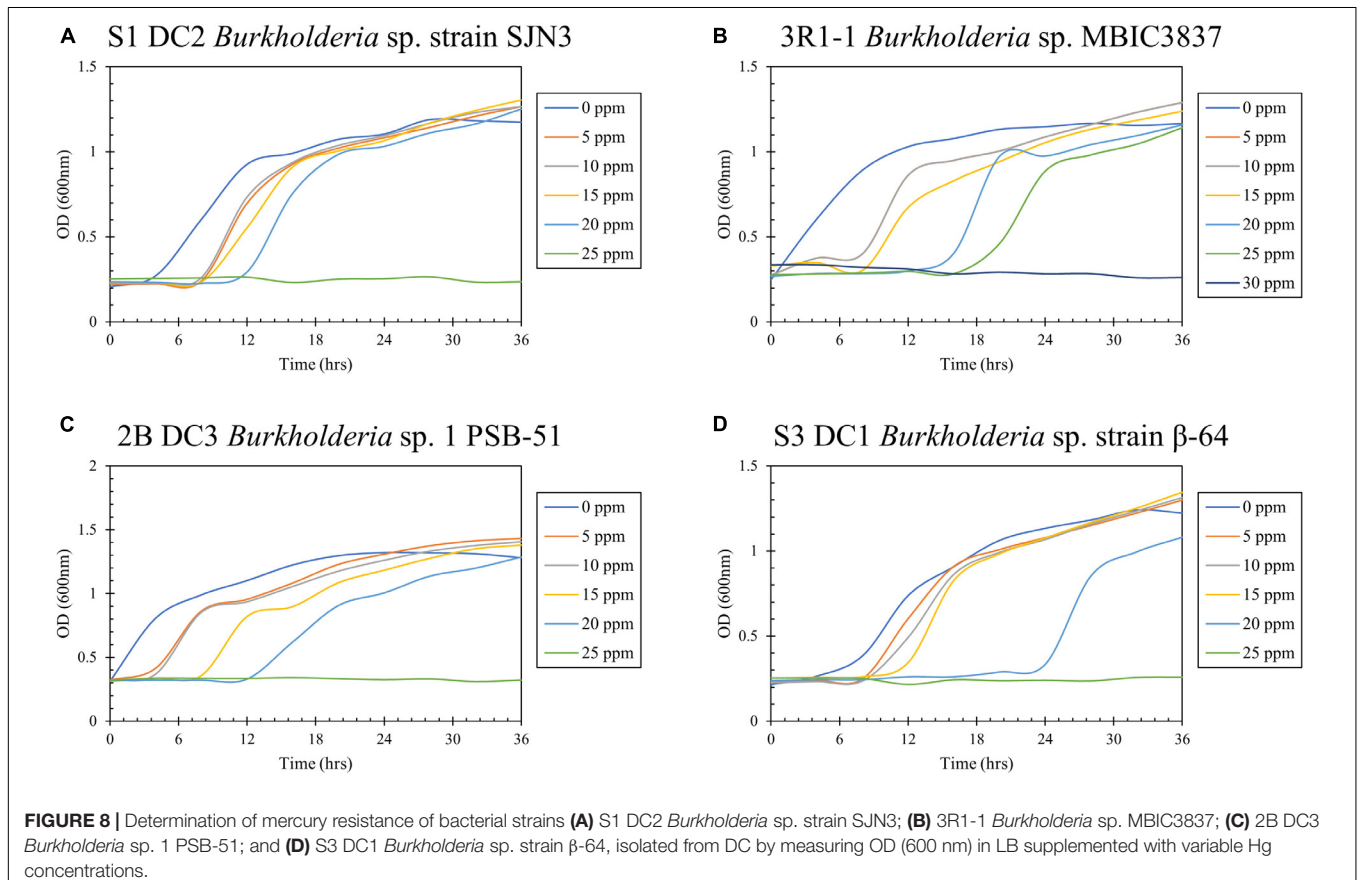 A S1 DC2 Burkholderia sp. strain SJN3
1.5
1
0.5
0
OD (600nm)
0 6 12 18 24 30 36
Time (hrs)
0 ppm
5 ppm
10 ppm
15 ppm
20 ppm
25 ppm
B 3R1-1 Burkholderia sp. MBIC3837
1.5
1
0.5
0
OD (600nm)
0 6 12 18 24 30 36
Time (hrs)
0 ppm
5 ppm
10 ppm
15 ppm
20 ppm
25 ppm
30 ppm
C 2B DC3 Burkholderia sp. 1 PSB-51
2
1.5
1
0.5
0
OD (600nm)
0 6 12 18 24 30 36
Time (hrs)
0 ppm
5 ppm
10 ppm
15 ppm
20 ppm
25 ppm
D S3 DC1 Burkholderia sp. strain β-64
1.5
1
0.5
0
OD (600nm)
0 6 12 18 24 30 36
Time (hrs)
0 ppm
5 ppm
10 ppm
15 ppm
20 ppm
25 ppm
FIGURE 8 | Determination of mercury resistance of bacterial strains (A) S1 DC2 Burkholderia sp. strain SJN3; (B) 3R1-1 Burkholderia sp. MBIC3837; (C) 2B DC3
Burkholderia sp. 1 PSB-51; and (D) S3 DC1 Burkholderia sp. strain β-64, isolated from DC by measuring OD (600 nm) in LB supplemented with variable Hg
concentrations.